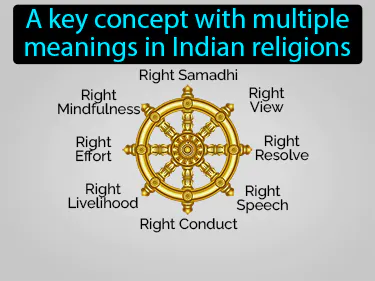 A key concept with multiple
meanings in Indian religions
Right Samadhi
Right
View
Right
Resolve
Right
Speech
Right Conduct
Right
Livelihood
Right
Effort
Right
Mindfulness